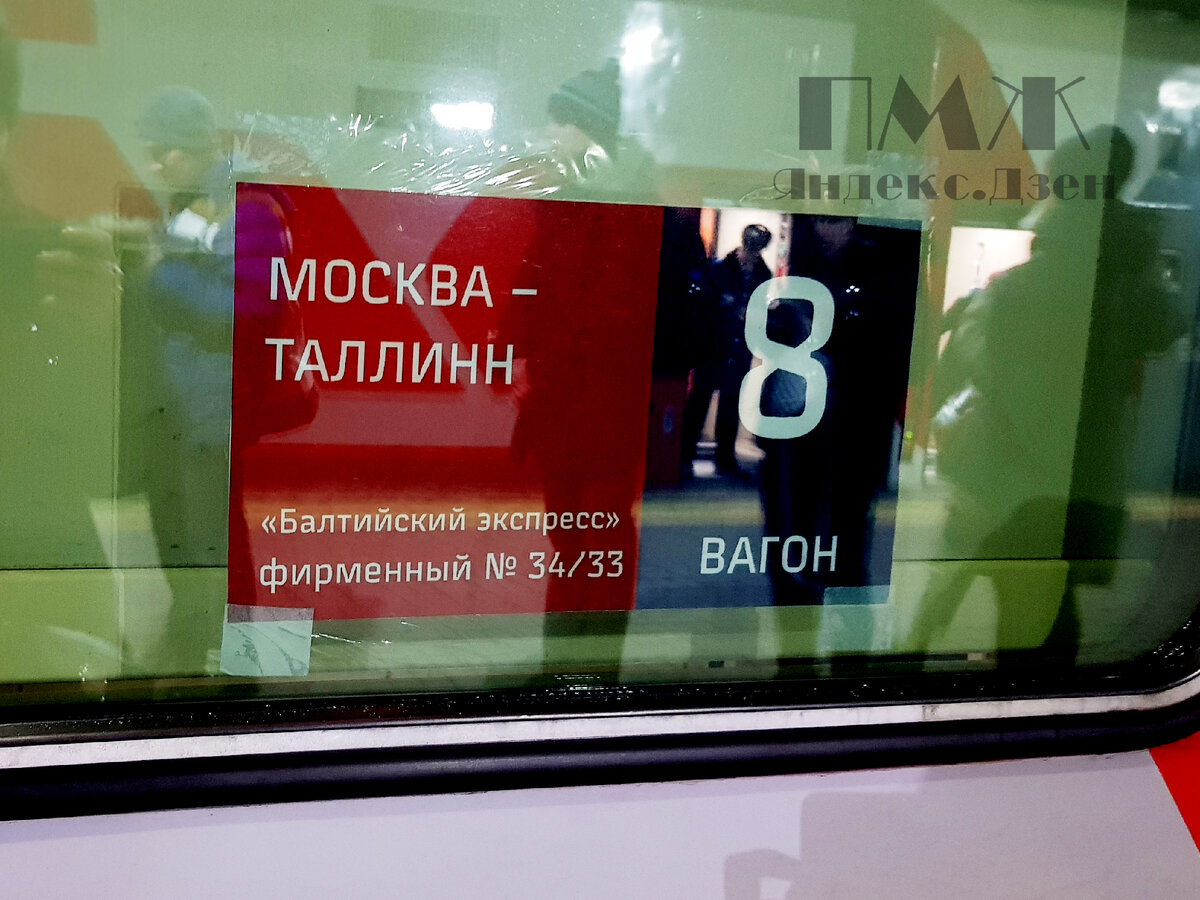 ПМЖ
Яндекс.Дзен
МОСКВА –
ТАЛЛИНН
8
«Балтийский экспресс»
фирменный № 34/33
ВАГОН